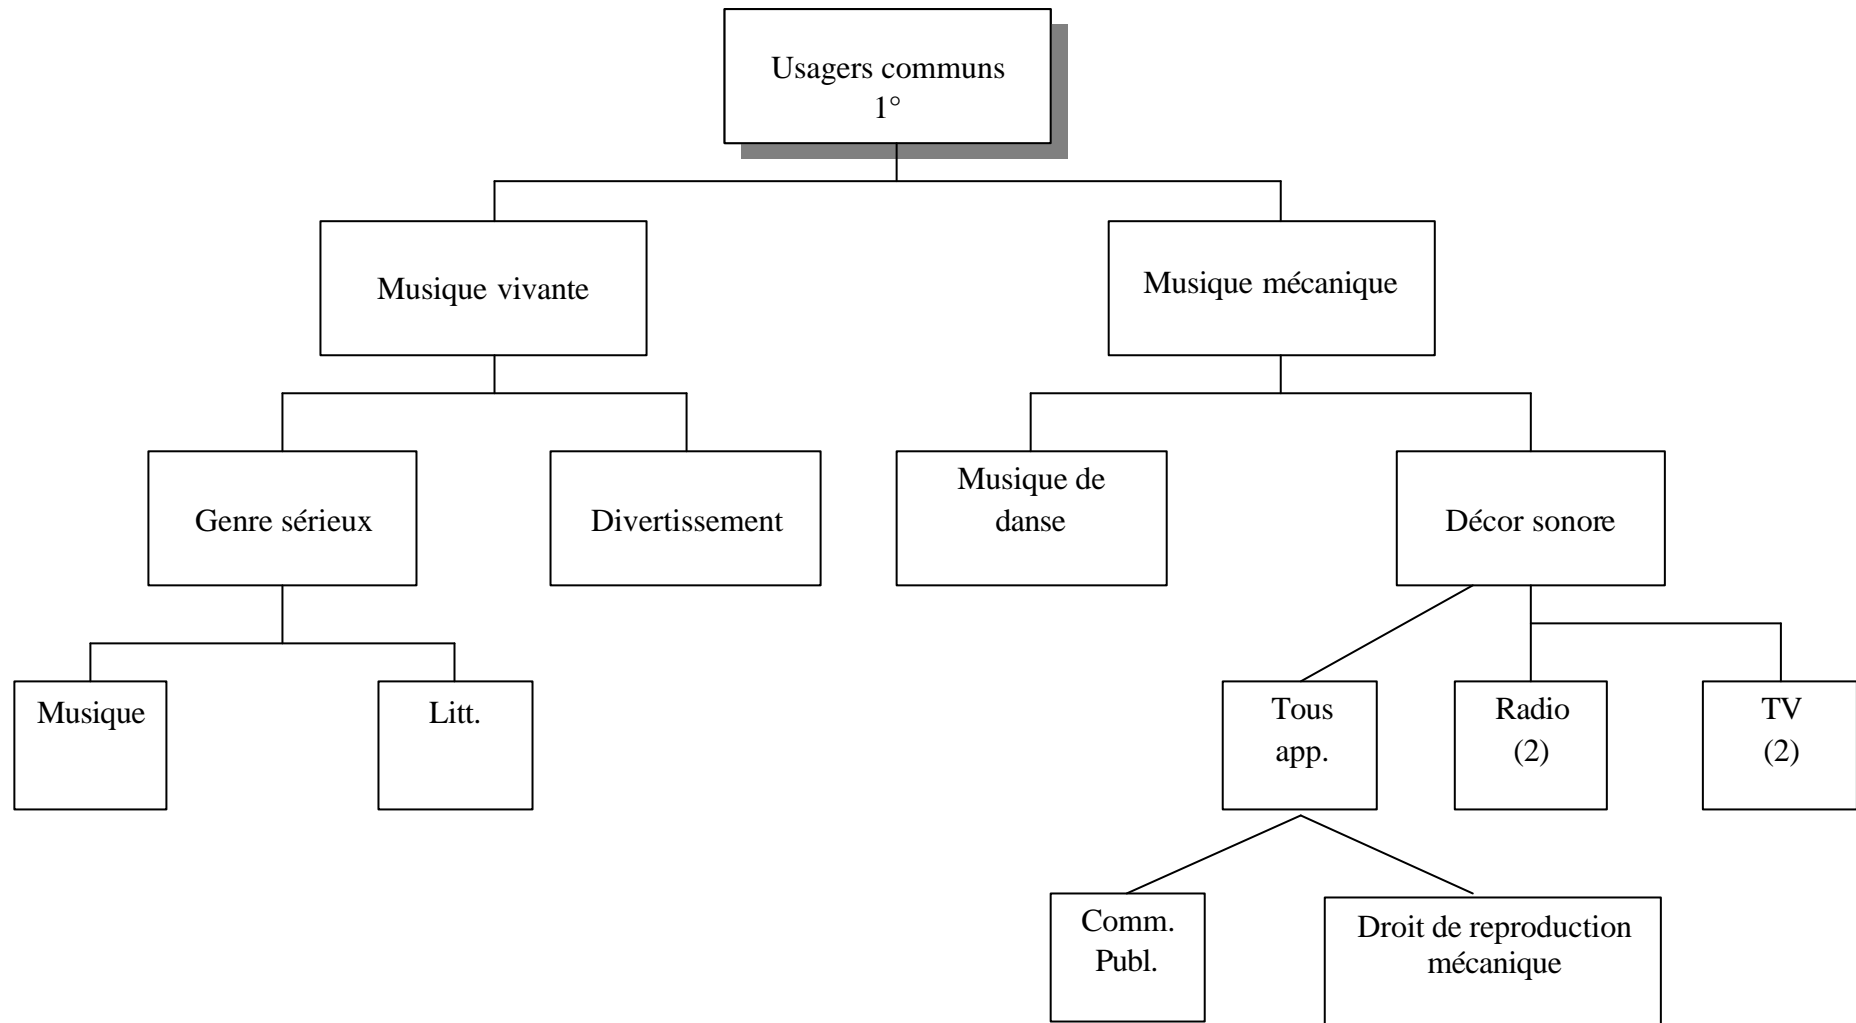 Usagers communs
1°
Musique vivante
Musique mécanique
Genre sérieux
Divertissement
Musique de
danse
Décor sonore
Musique
Litt.
Tous
app.
Radio
(2)
TV
(2)
Comm.
Publ.
Droit de reproduction
mécanique